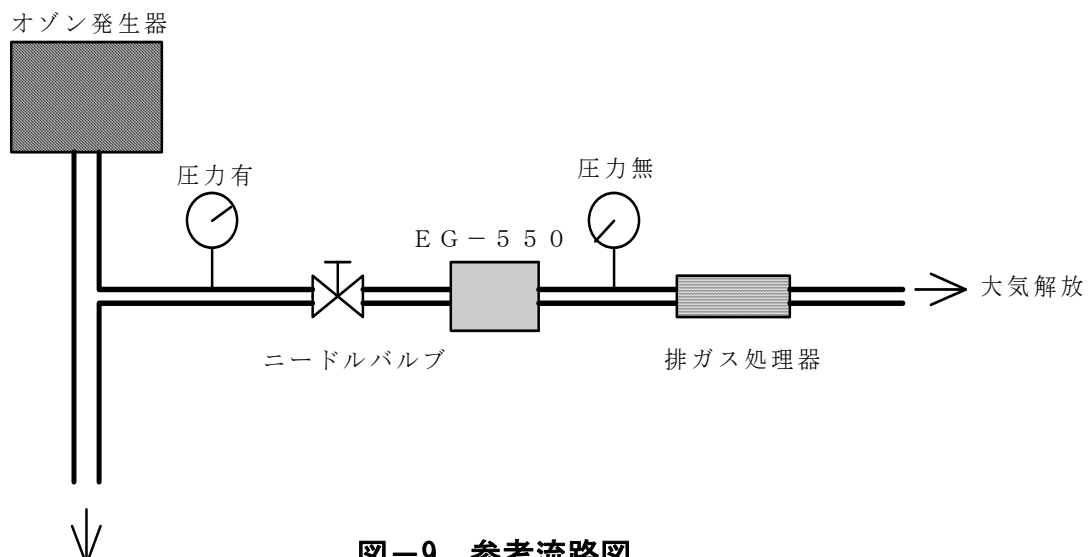 オゾン発生器
圧力有
圧力無
ＥＧ－５５０
大気解放
ニードルバルブ
排ガス処理器
図－9 参考流路図